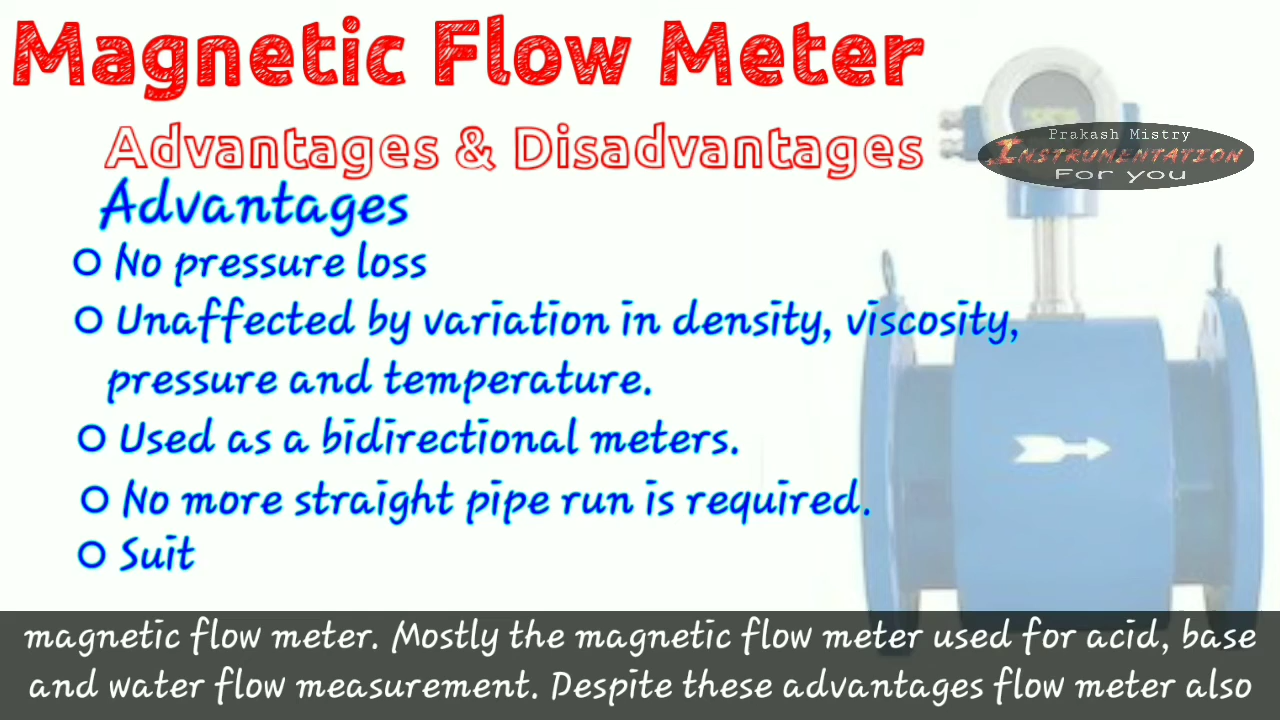 Magnetic Flow Meter
Advantages & Disadvantages
Prakash Mistry
INSTRUMENTATION
For you
Advantages
No pressure loss
Unaffected by variation in density, viscosity,
pressure and temperature.
Used as a bidirectional meters.
No more straight pipe run is required.
Suit
magnetic flow meter. Mostly the magnetic flow meter used for acid, base
and water flow measurement. Despite these advantages flow meter also